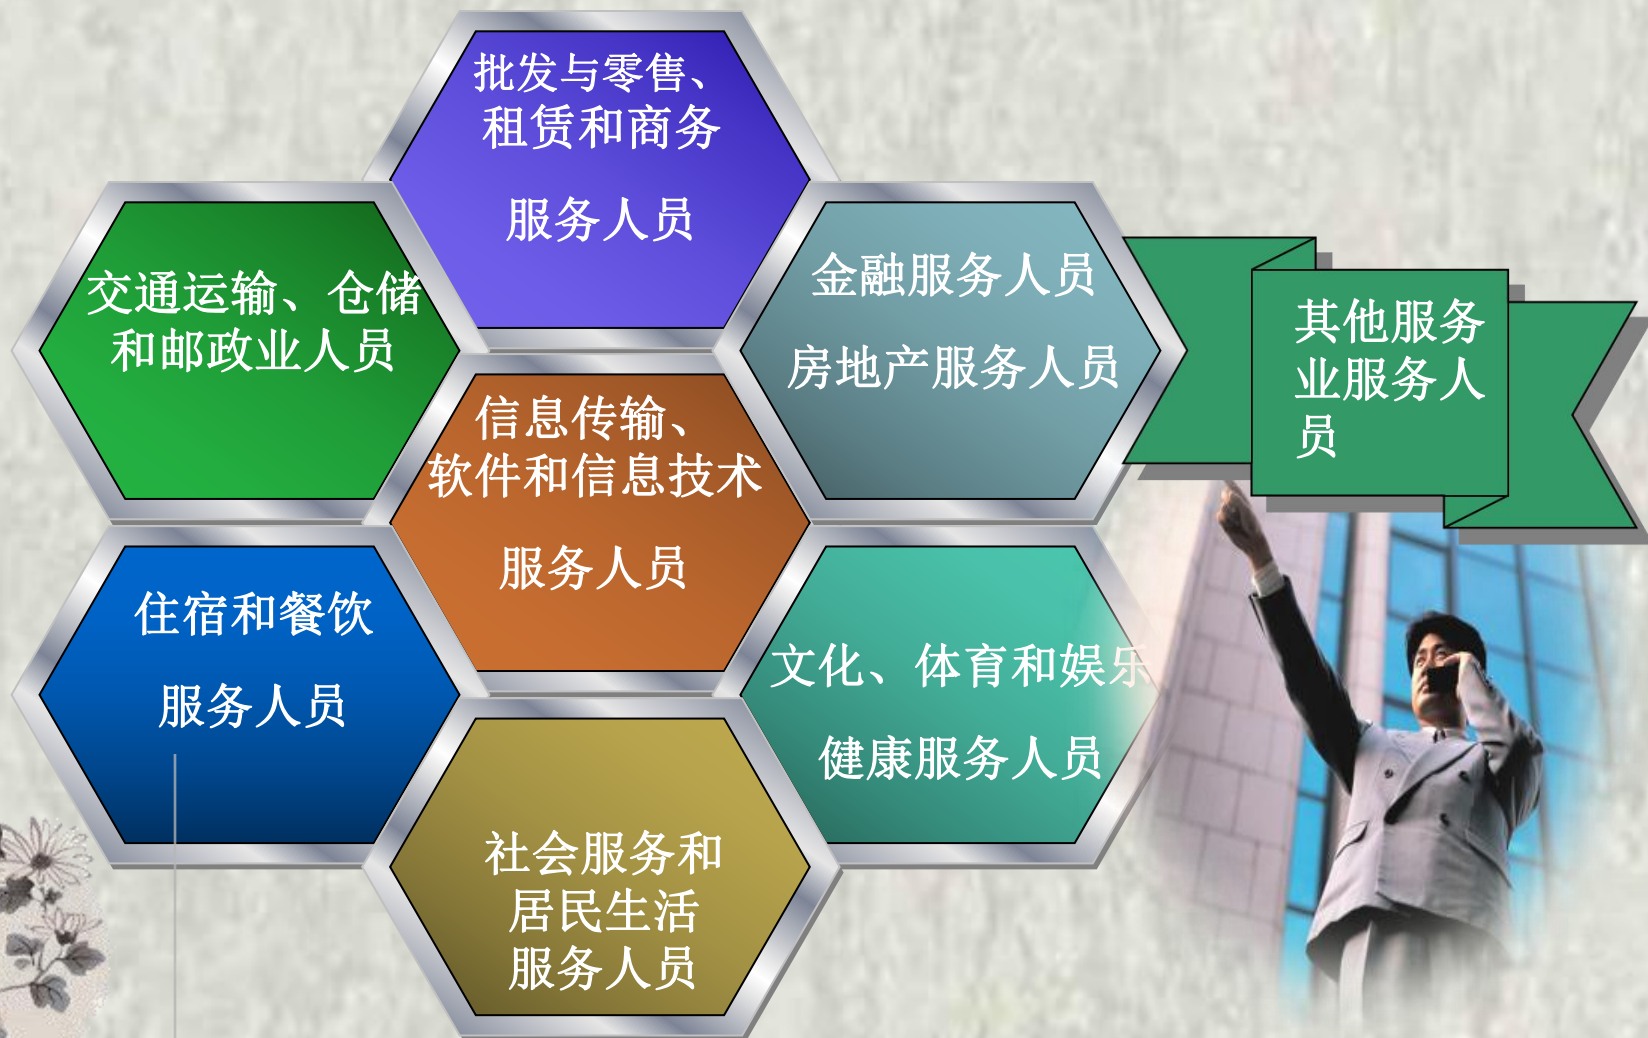 批发与零售、
租赁和商务
服务人员
交通运输、仓储
和邮政业人员
金融服务人员
房地产服务人员
其他服务
业服务人
员
信息传输、
软件和信息技术
服务人员
住宿和餐饮
服务人员
文化、体育和娱乐
健康服务人员
社会服务和
居民生活
服务人员